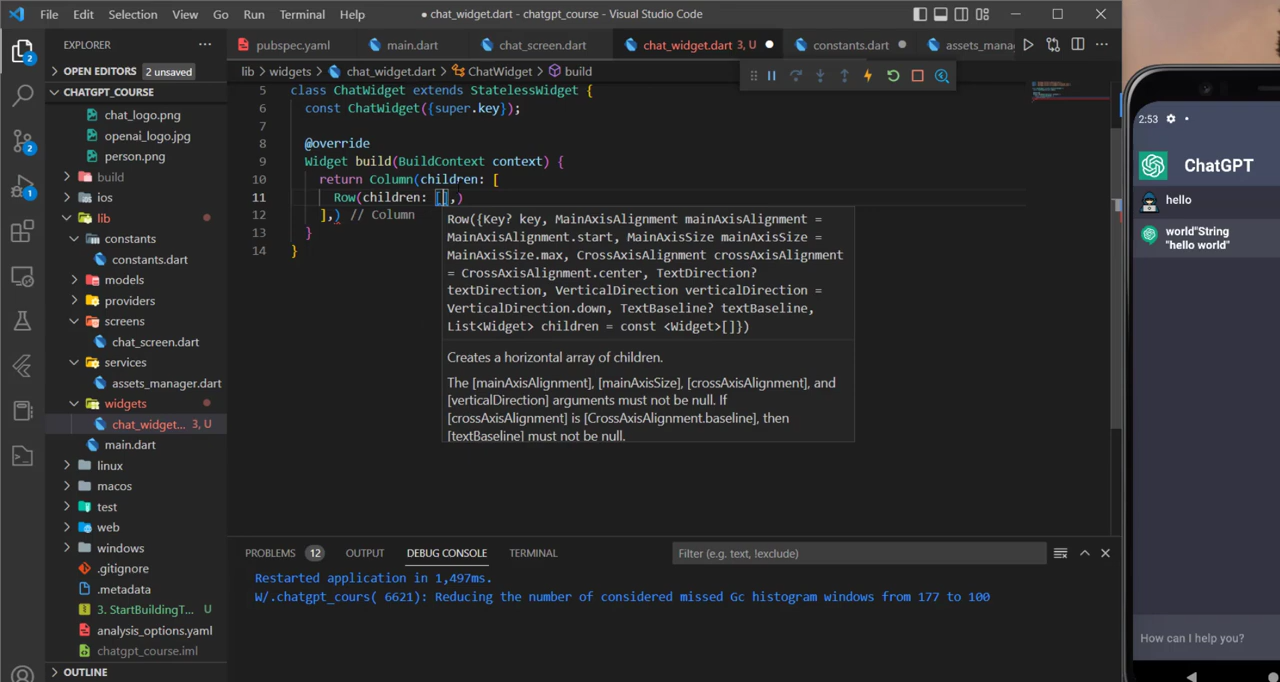 File Edit Selection View Go Run Terminal Help
● chat_widget.dart - chatgpt_course - Visual Studio Code
EXPLORER ...
pubspec.yaml main.dart chat_screen.dart chat_widget.dart 3, U ● constants.dart ● assets_mana
OPEN EDITORS 2 unsaved
lib > widgets > chat_widget.dart > ChatWidget > build
CHATGPT_COURSE
chat_logo.png
openai_logo.jpg
person.png
build
ios
lib
constants
constants.dart
models
providers
screens
chat_screen.dart
services
assets_manager.dart
widgets
chat_widget... 3, U
main.dart
linux
macos
test
web
windows
.gitignore
.metadata
3. StartBuildingT... U
analysis_options.yaml
chatgpt_course.iml
OUTLINE
2
2
1
5 class ChatWidget extends StatelessWidget {
6 const ChatWidget({super.key});
7
8 @override
9 Widget build(BuildContext context) {
10 return Column(children: [
11 Row(children: [],)
12 ],) // Column
13 }
14 }
Row({Key? key, MainAxisAlignment mainAxisAlignment =
MainAxisAlignment.start, MainAxisSize mainAxisSize =
MainAxisSize.max, CrossAxisAlignment crossAxisAlignment
= CrossAxisAlignment.center, TextDirection?
textDirection, VerticalDirection verticalDirection =
VerticalDirection.down, TextBaseline? textBaseline,
List<Widget> children = const <Widget>[]})
Creates a horizontal array of children.
The [mainAxisAlignment], [mainAxisSize], [crossAxisAlignment], and
[verticalDirection] arguments must not be null. If
[crossAxisAlignment] is [CrossAxisAlignment.baseline], then
[textBaseline] must not be null.
PROBLEMS 12 OUTPUT DEBUG CONSOLE TERMINAL Filter (e.g. text, !exclude)
Restarted application in 1,497ms.
W/.chatgpt_cours( 6621): Reducing the number of considered missed Gc histogram windows from 177 to 100
2:53
ChatGPT
hello
world"String
"hello world"
How can I help you?